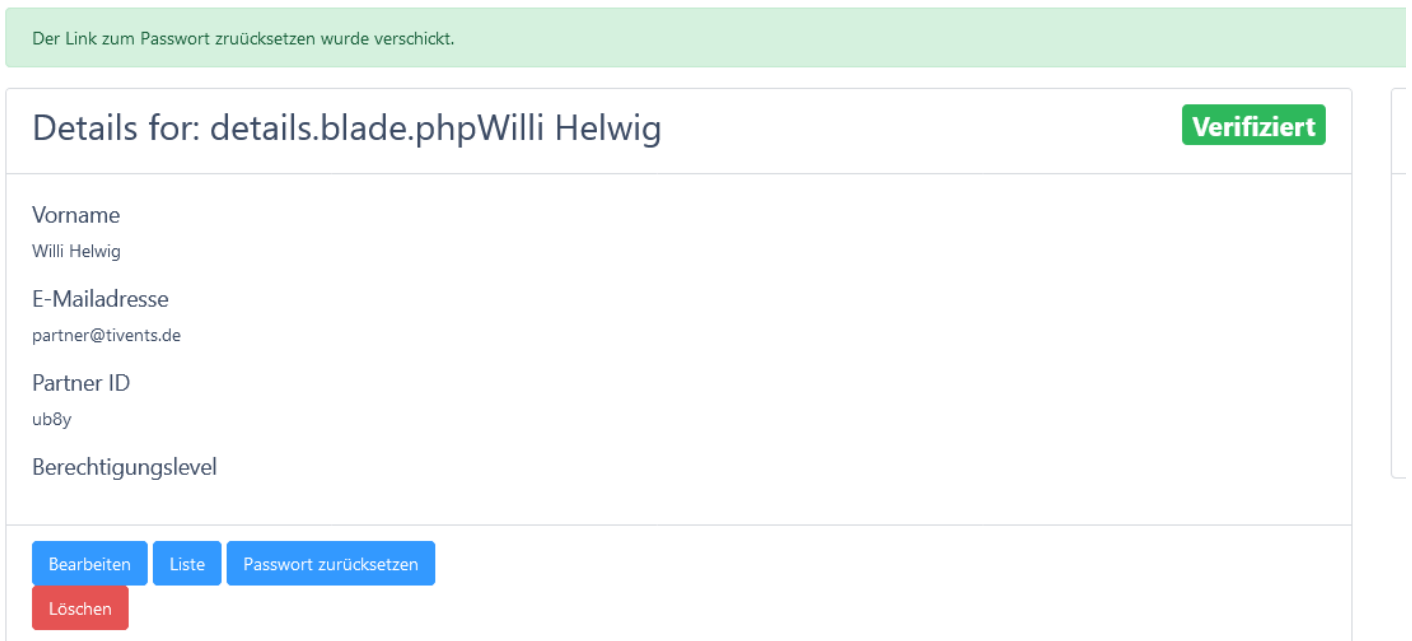 Der Link zum Passwort zruücksetzen wurde verschickt.
Details for: details.blade.phpWilli Helwig
Verifiziert
Vorname
Willi Helwig
E-Mailadresse
partner@tivents.de
Partner ID
ub8y
Berechtigungslevel
Bearbeiten Liste Passwort zurücksetzen
Löschen